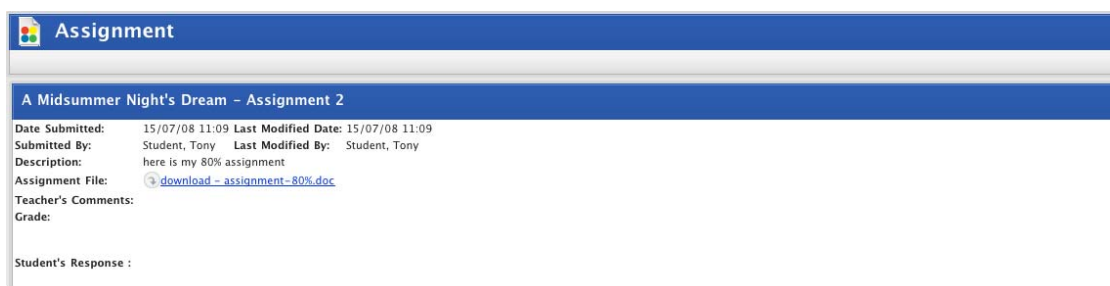 Assignment
A Midsummer Night's Dream – Assignment 2
Date Submitted: 15/07/08 11:09 Last Modified Date: 15/07/08 11:09
Submitted By: Student, Tony Last Modified By: Student, Tony
Description: here is my 80% assignment
Assignment File: download – assignment-80%.doc
Teacher's Comments:
Grade:
Student's Response :